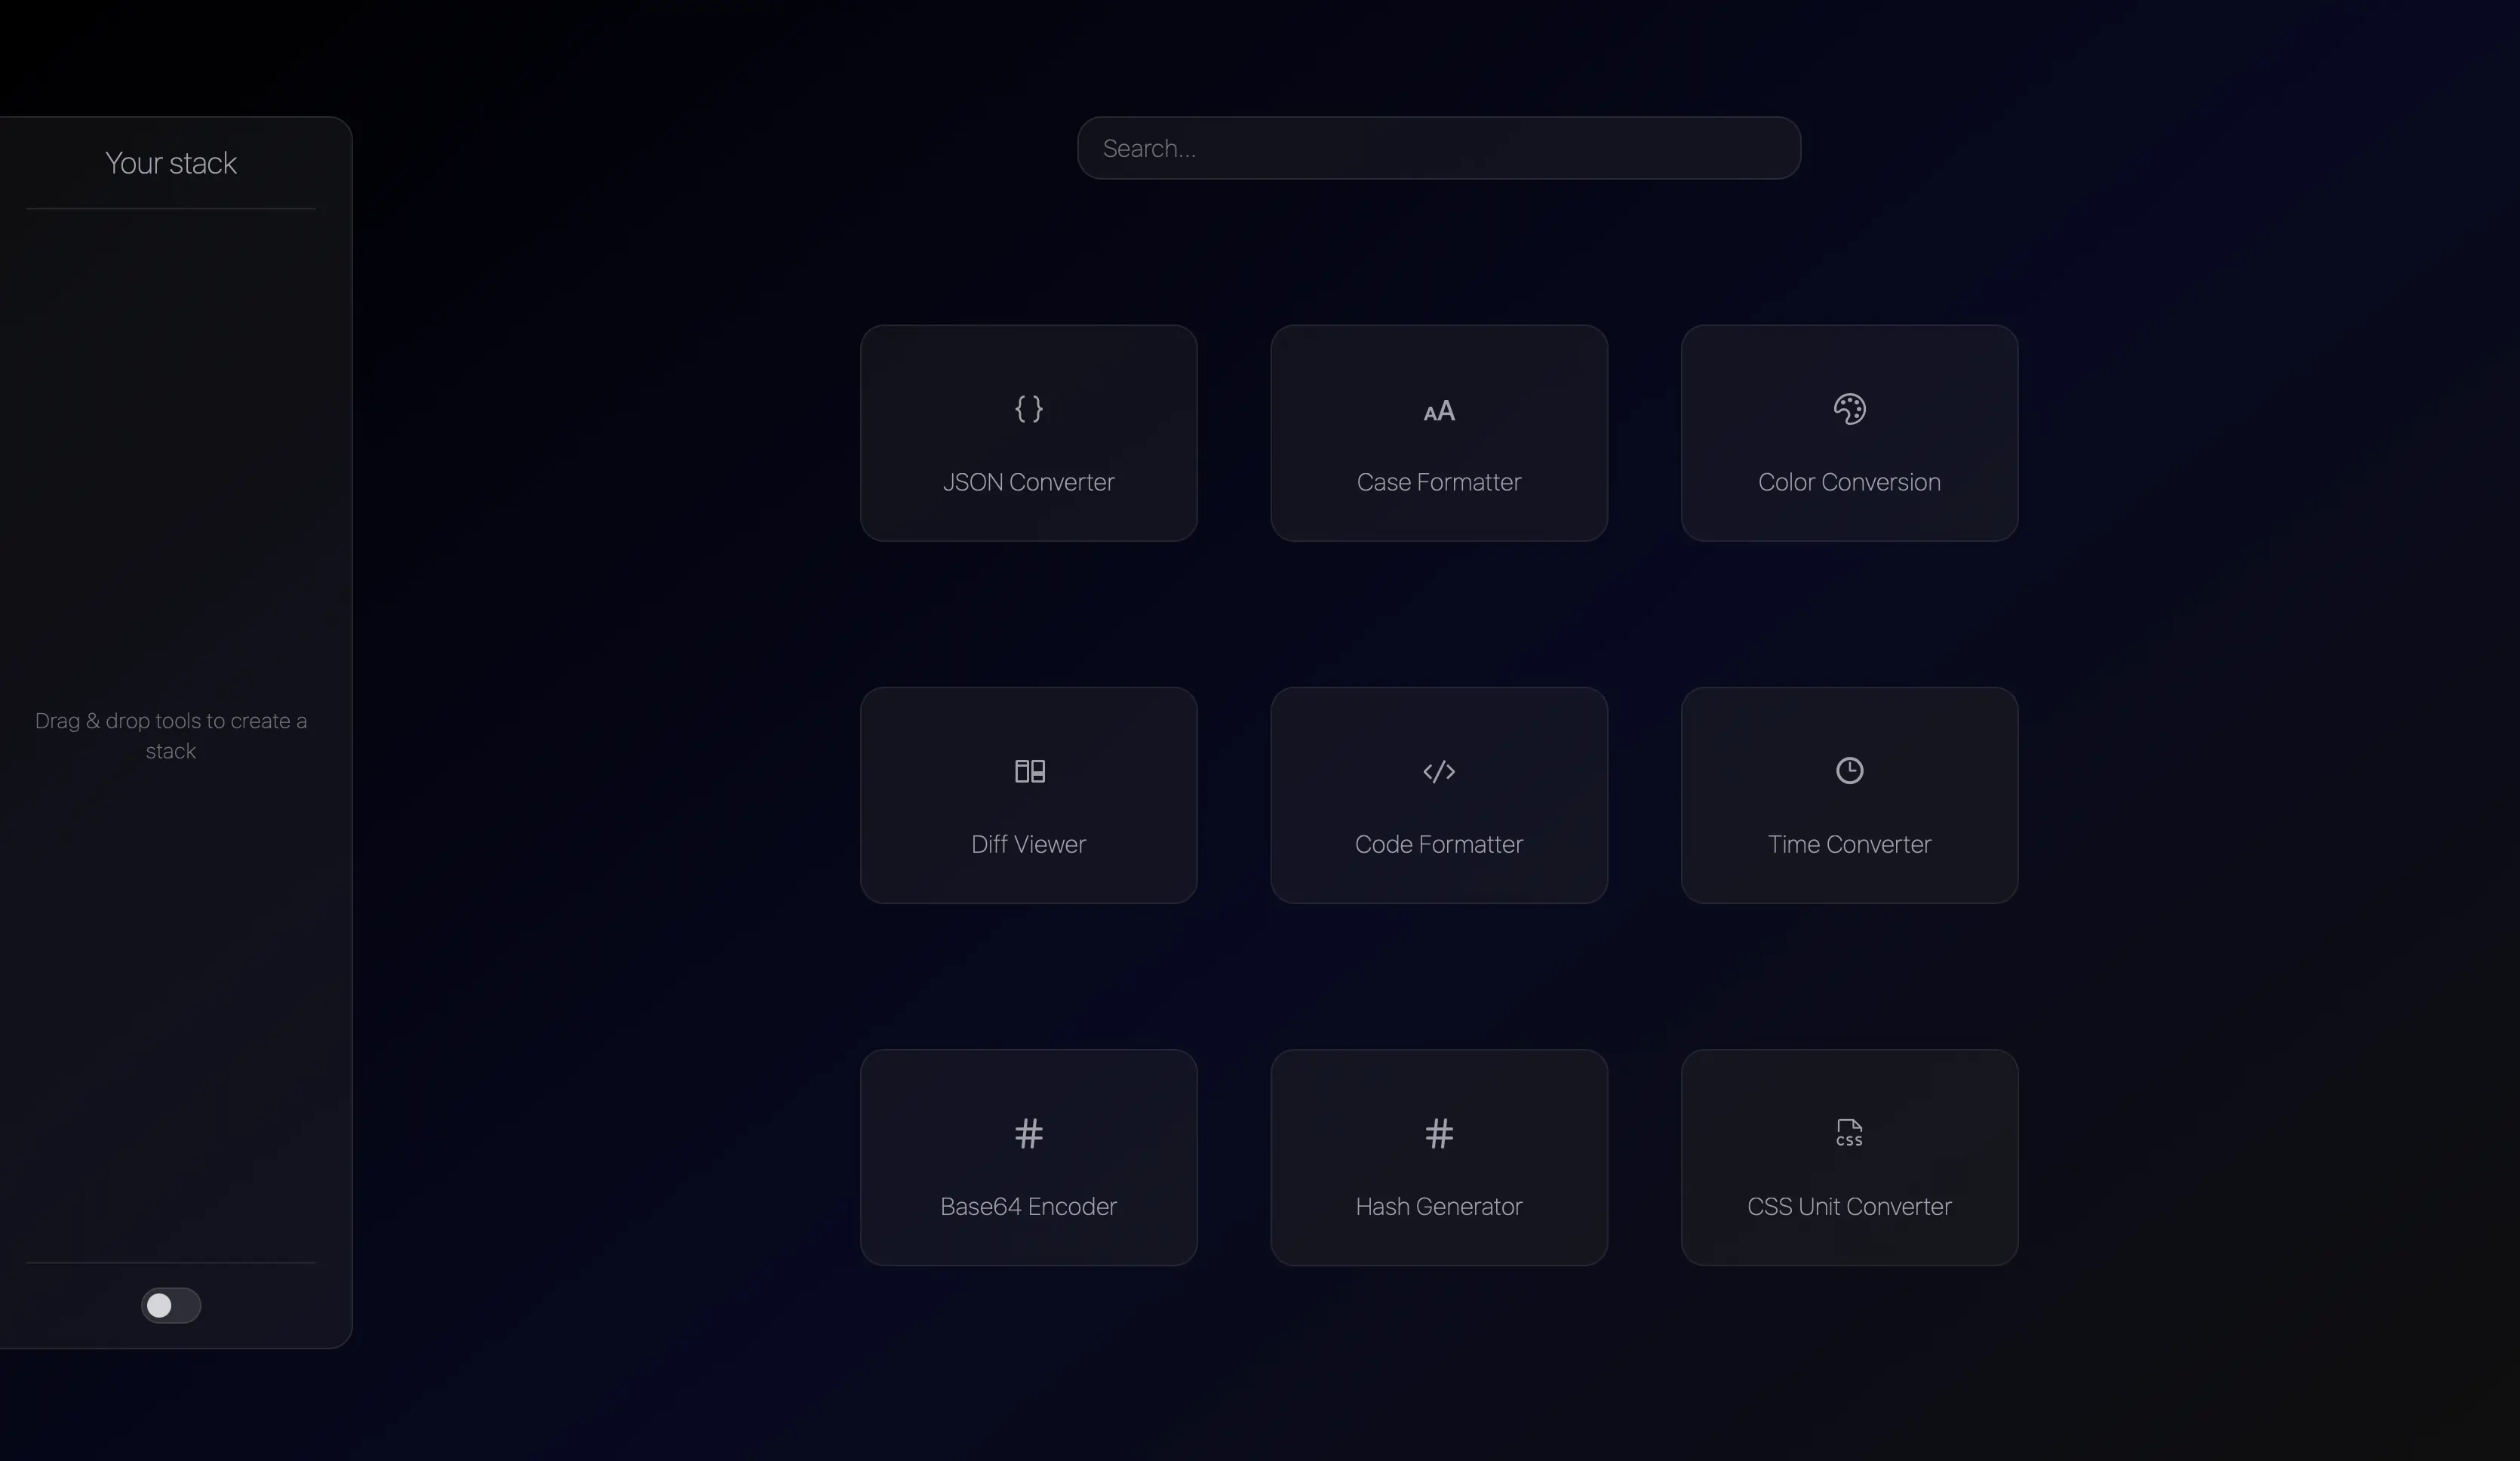 Your stack
Drag & drop tools to create a
stack
Search...
JSON Converter
AA
Case Formatter
Color Conversion
Diff Viewer
</>
Code Formatter
Time Converter
#
Base64 Encoder
#
Hash Generator
CSS
CSS Unit Converter